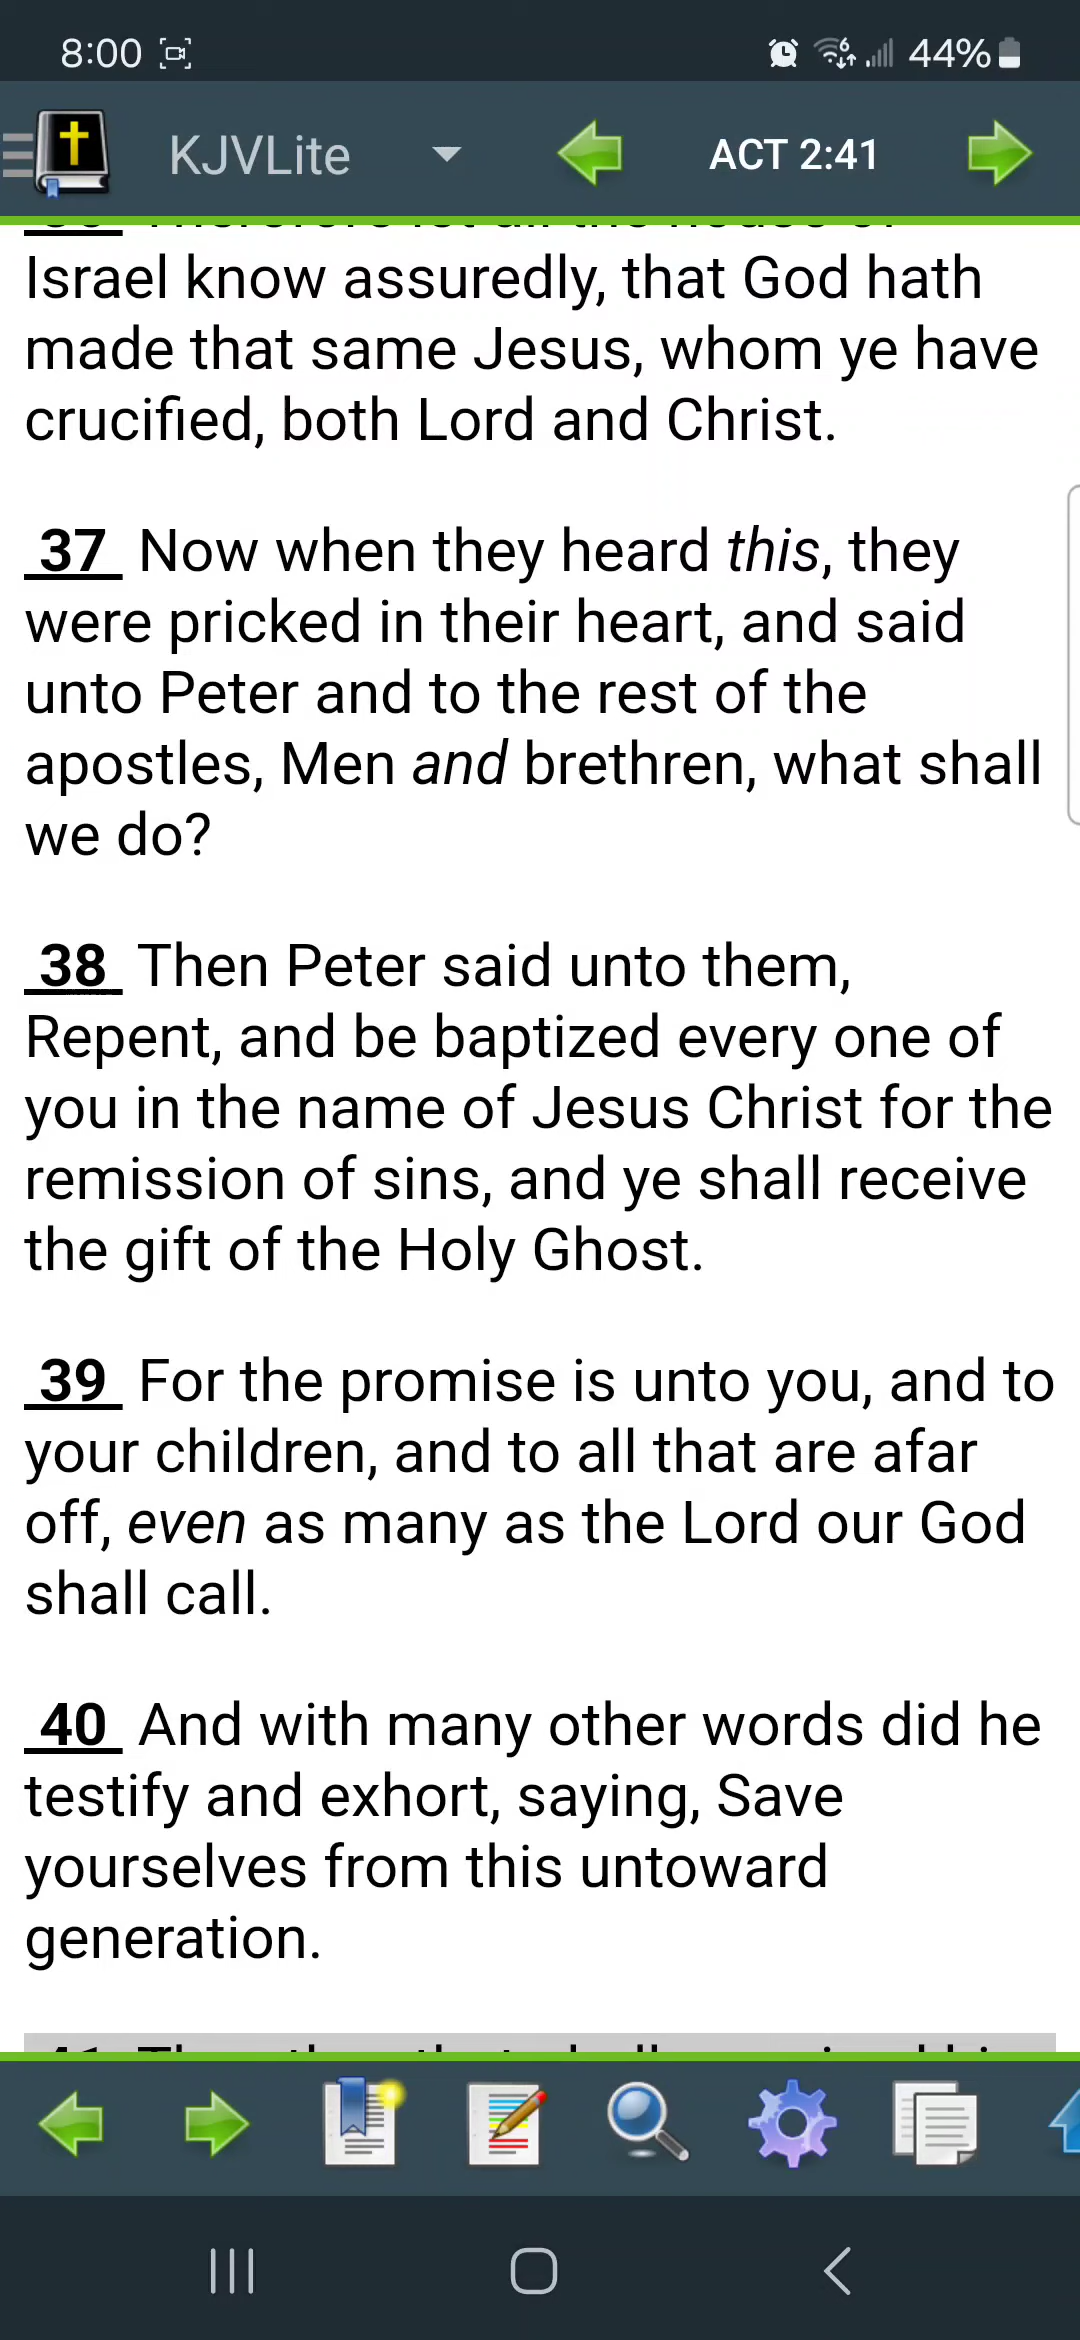 8:00 44%
KJVLite ACT 2:41
Israel know assuredly, that God hath
made that same Jesus, whom ye have
crucified, both Lord and Christ.
37 Now when they heard this, they
were pricked in their heart, and said
unto Peter and to the rest of the
apostles, Men and brethren, what shall
we do?
38 Then Peter said unto them,
Repent, and be baptized every one of
you in the name of Jesus Christ for the
remission of sins, and ye shall receive
the gift of the Holy Ghost.
39 For the promise is unto you, and to
your children, and to all that are afar
off, even as many as the Lord our God
shall call.
40 And with many other words did he
testify and exhort, saying, Save
yourselves from this untoward
generation.